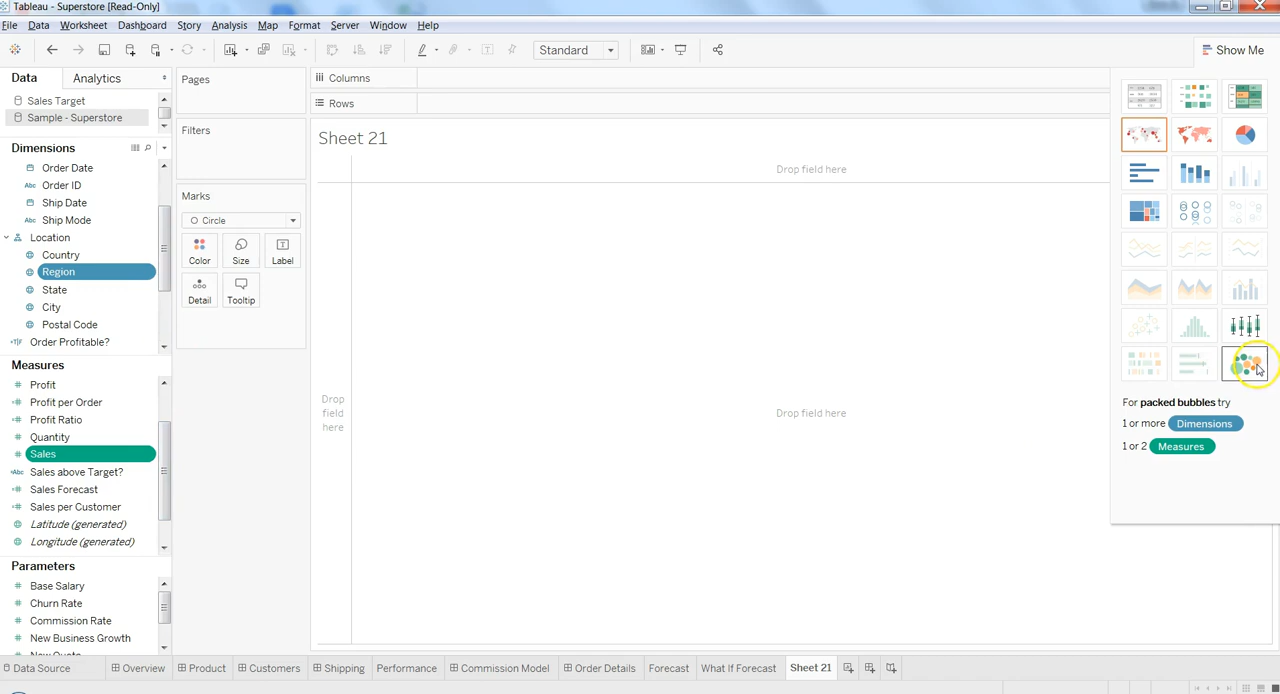 Tableau - Superstore [Read-Only]
File Data Worksheet Dashboard Story Analysis Map Format Server Window Help
Standard
Show Me
Data Analytics
Sales Target
Sample - Superstore
Dimensions
Order Date
Abc Order ID
Ship Date
Abc Ship Mode
Location
Country
Region
State
City
Postal Code
Order Profitable?
Measures
Profit
Profit per Order
Profit Ratio
Quantity
Sales
Abc Sales above Target?
Sales Forecast
Sales per Customer
Latitude (generated)
Longitude (generated)
Parameters
Base Salary
Churn Rate
Commission Rate
New Business Growth
New Quota
Pages
Filters
Marks
Circle
Color Size Label
Detail Tooltip
Columns
Rows
Sheet 21
Drop field here
Drop
field
here
Drop field here
For packed bubbles try
1 or more Dimensions
1 or 2 Measures
Data Source Overview Product Customers Shipping Performance Commission Model Order Details Forecast What If Forecast Sheet 21